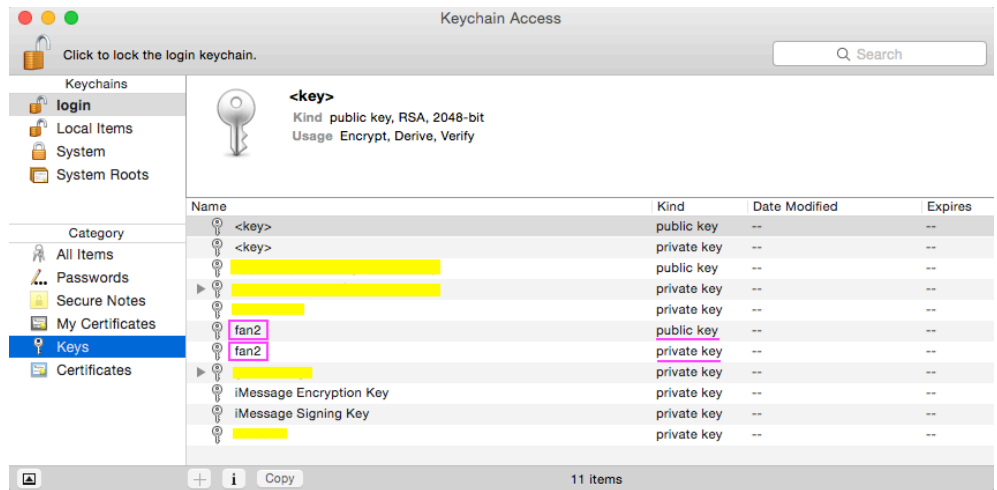 Keychain Access
Click to lock the login keychain.
Search
Keychains
login
Local Items
System
System Roots
Category
All Items
Passwords
Secure Notes
My Certificates
Keys
Certificates
<key>
Kind public key, RSA, 2048-bit
Usage Encrypt, Derive, Verify
Name Kind Date Modified Expires
<key> public key -- --
<key> private key -- --
public key -- --
private key -- --
private key -- --
fan2 public key -- --
fan2 private key -- --
private key -- --
iMessage Encryption Key private key -- --
iMessage Signing Key private key -- --
private key -- --
+ i Copy 11 items